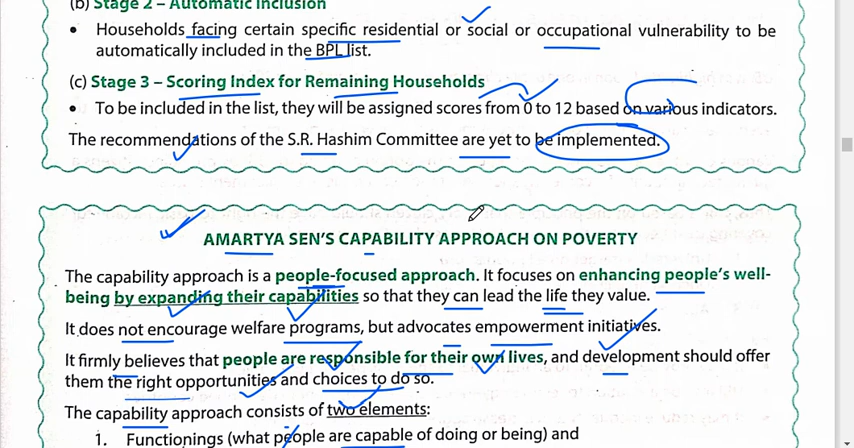 (b) Stage 2 – Automatic Inclusion
• Households facing certain specific residential or social or occupational vulnerability to be
automatically included in the BPL list.
(c) Stage 3 – Scoring Index for Remaining Households
• To be included in the list, they will be assigned scores from 0 to 12 based on various indicators.
The recommendations of the S.R. Hashim Committee are yet to be implemented.
AMARTYA SEN'S CAPABILITY APPROACH ON POVERTY
The capability approach is a people-focused approach. It focuses on enhancing people's well-
being by expanding their capabilities so that they can lead the life they value.
It does not encourage welfare programs, but advocates empowerment initiatives.
It firmly believes that people are responsible for their own lives, and development should offer
them the right opportunities and choices to do so.
The capability approach consists of two elements:
1. Functionings (what people are capable of doing or being) and